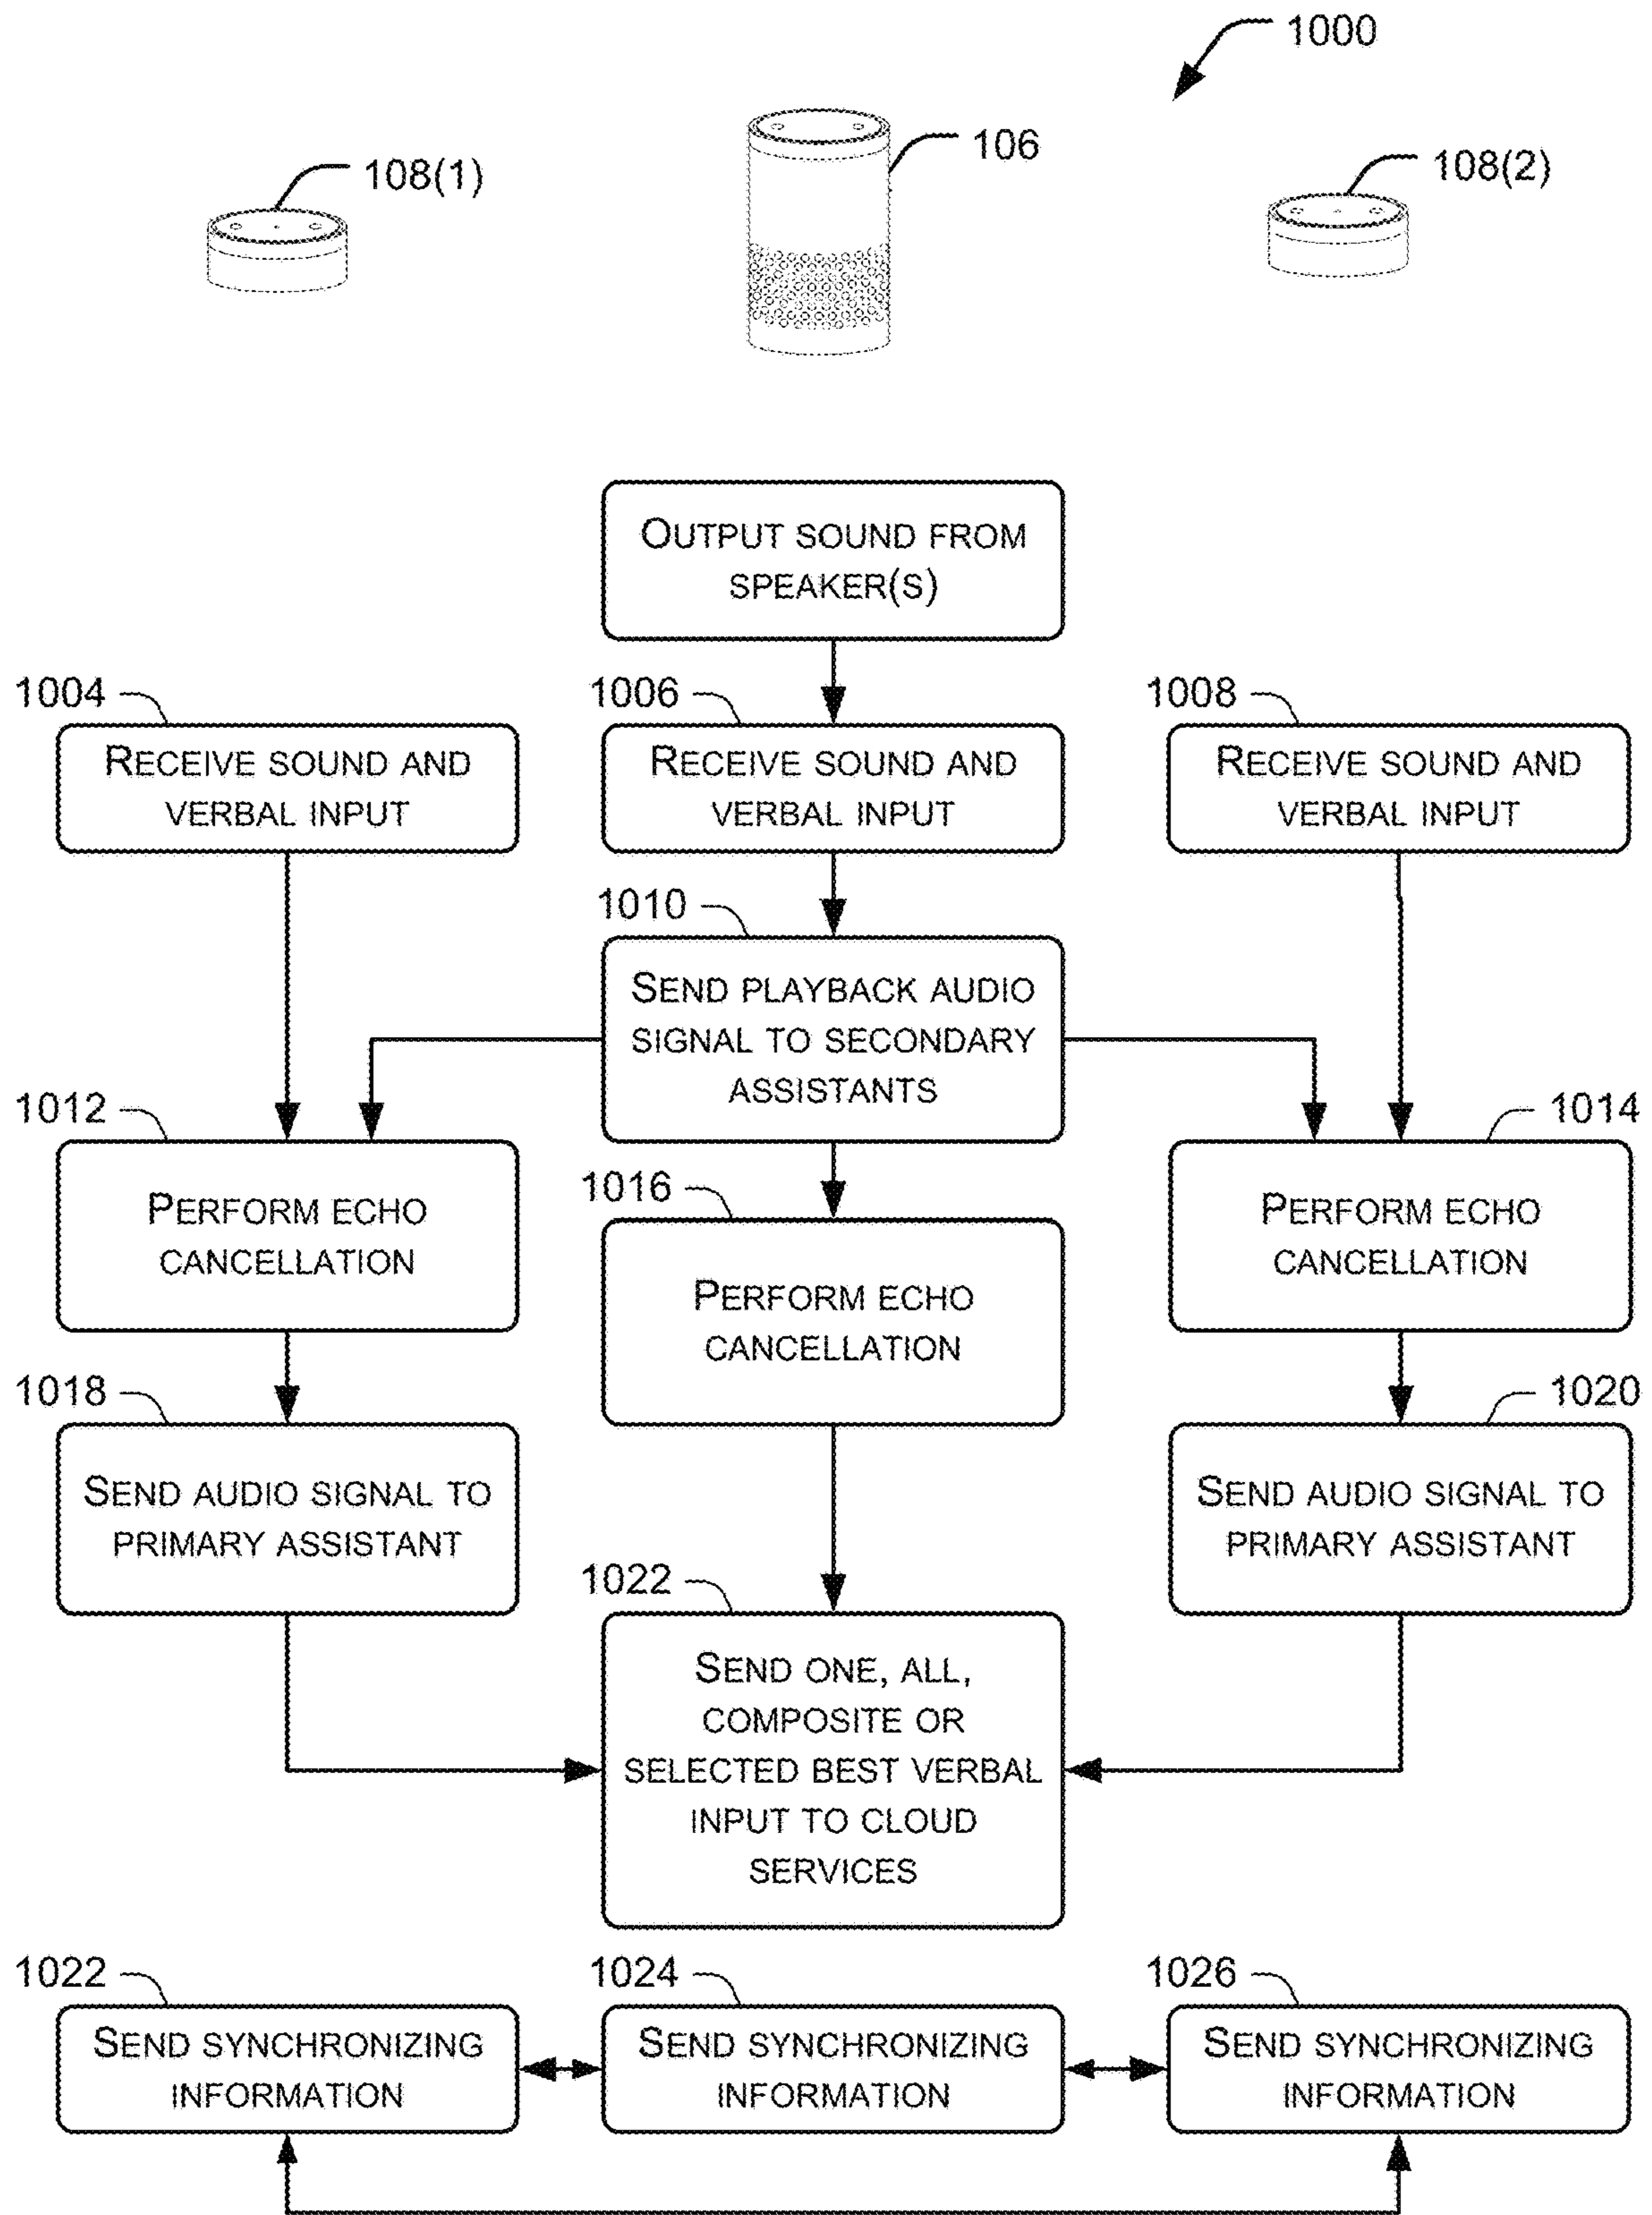 1000
106
108(1)
108(2)
OUTPUT SOUND FROM
SPEAKER(S)
1004
RECEIVE SOUND AND
VERBAL INPUT
1006
RECEIVE SOUND AND
VERBAL INPUT
1008
RECEIVE SOUND AND
VERBAL INPUT
1010
SEND PLAYBACK AUDIO
SIGNAL TO SECONDARY
ASSISTANTS
1012
PERFORM ECHO
CANCELLATION
1016
PERFORM ECHO
CANCELLATION
1014
PERFORM ECHO
CANCELLATION
1018
SEND AUDIO SIGNAL TO
PRIMARY ASSISTANT
1020
SEND AUDIO SIGNAL TO
PRIMARY ASSISTANT
1022
SEND ONE, ALL,
COMPOSITE OR
SELECTED BEST VERBAL
INPUT TO CLOUD
SERVICES
1022
SEND SYNCHRONIZING
INFORMATION
1024
SEND SYNCHRONIZING
INFORMATION
1026
SEND SYNCHRONIZING
INFORMATION